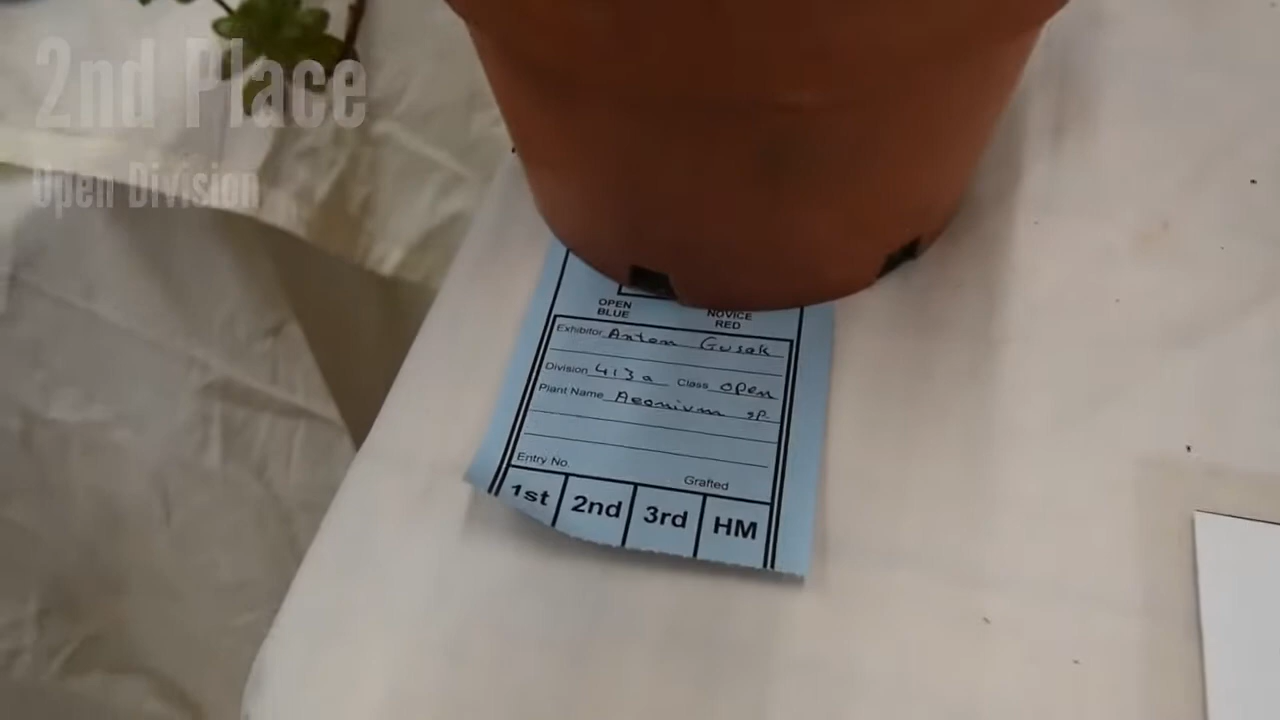 2nd Place
Open Division
OPEN
BLUE
NOVICE
RED
Exhibitor Anton Gusak
Division 413a Class open
Plant Name Aeonium sp.
Entry No.
Grafted
1st 2nd 3rd HM